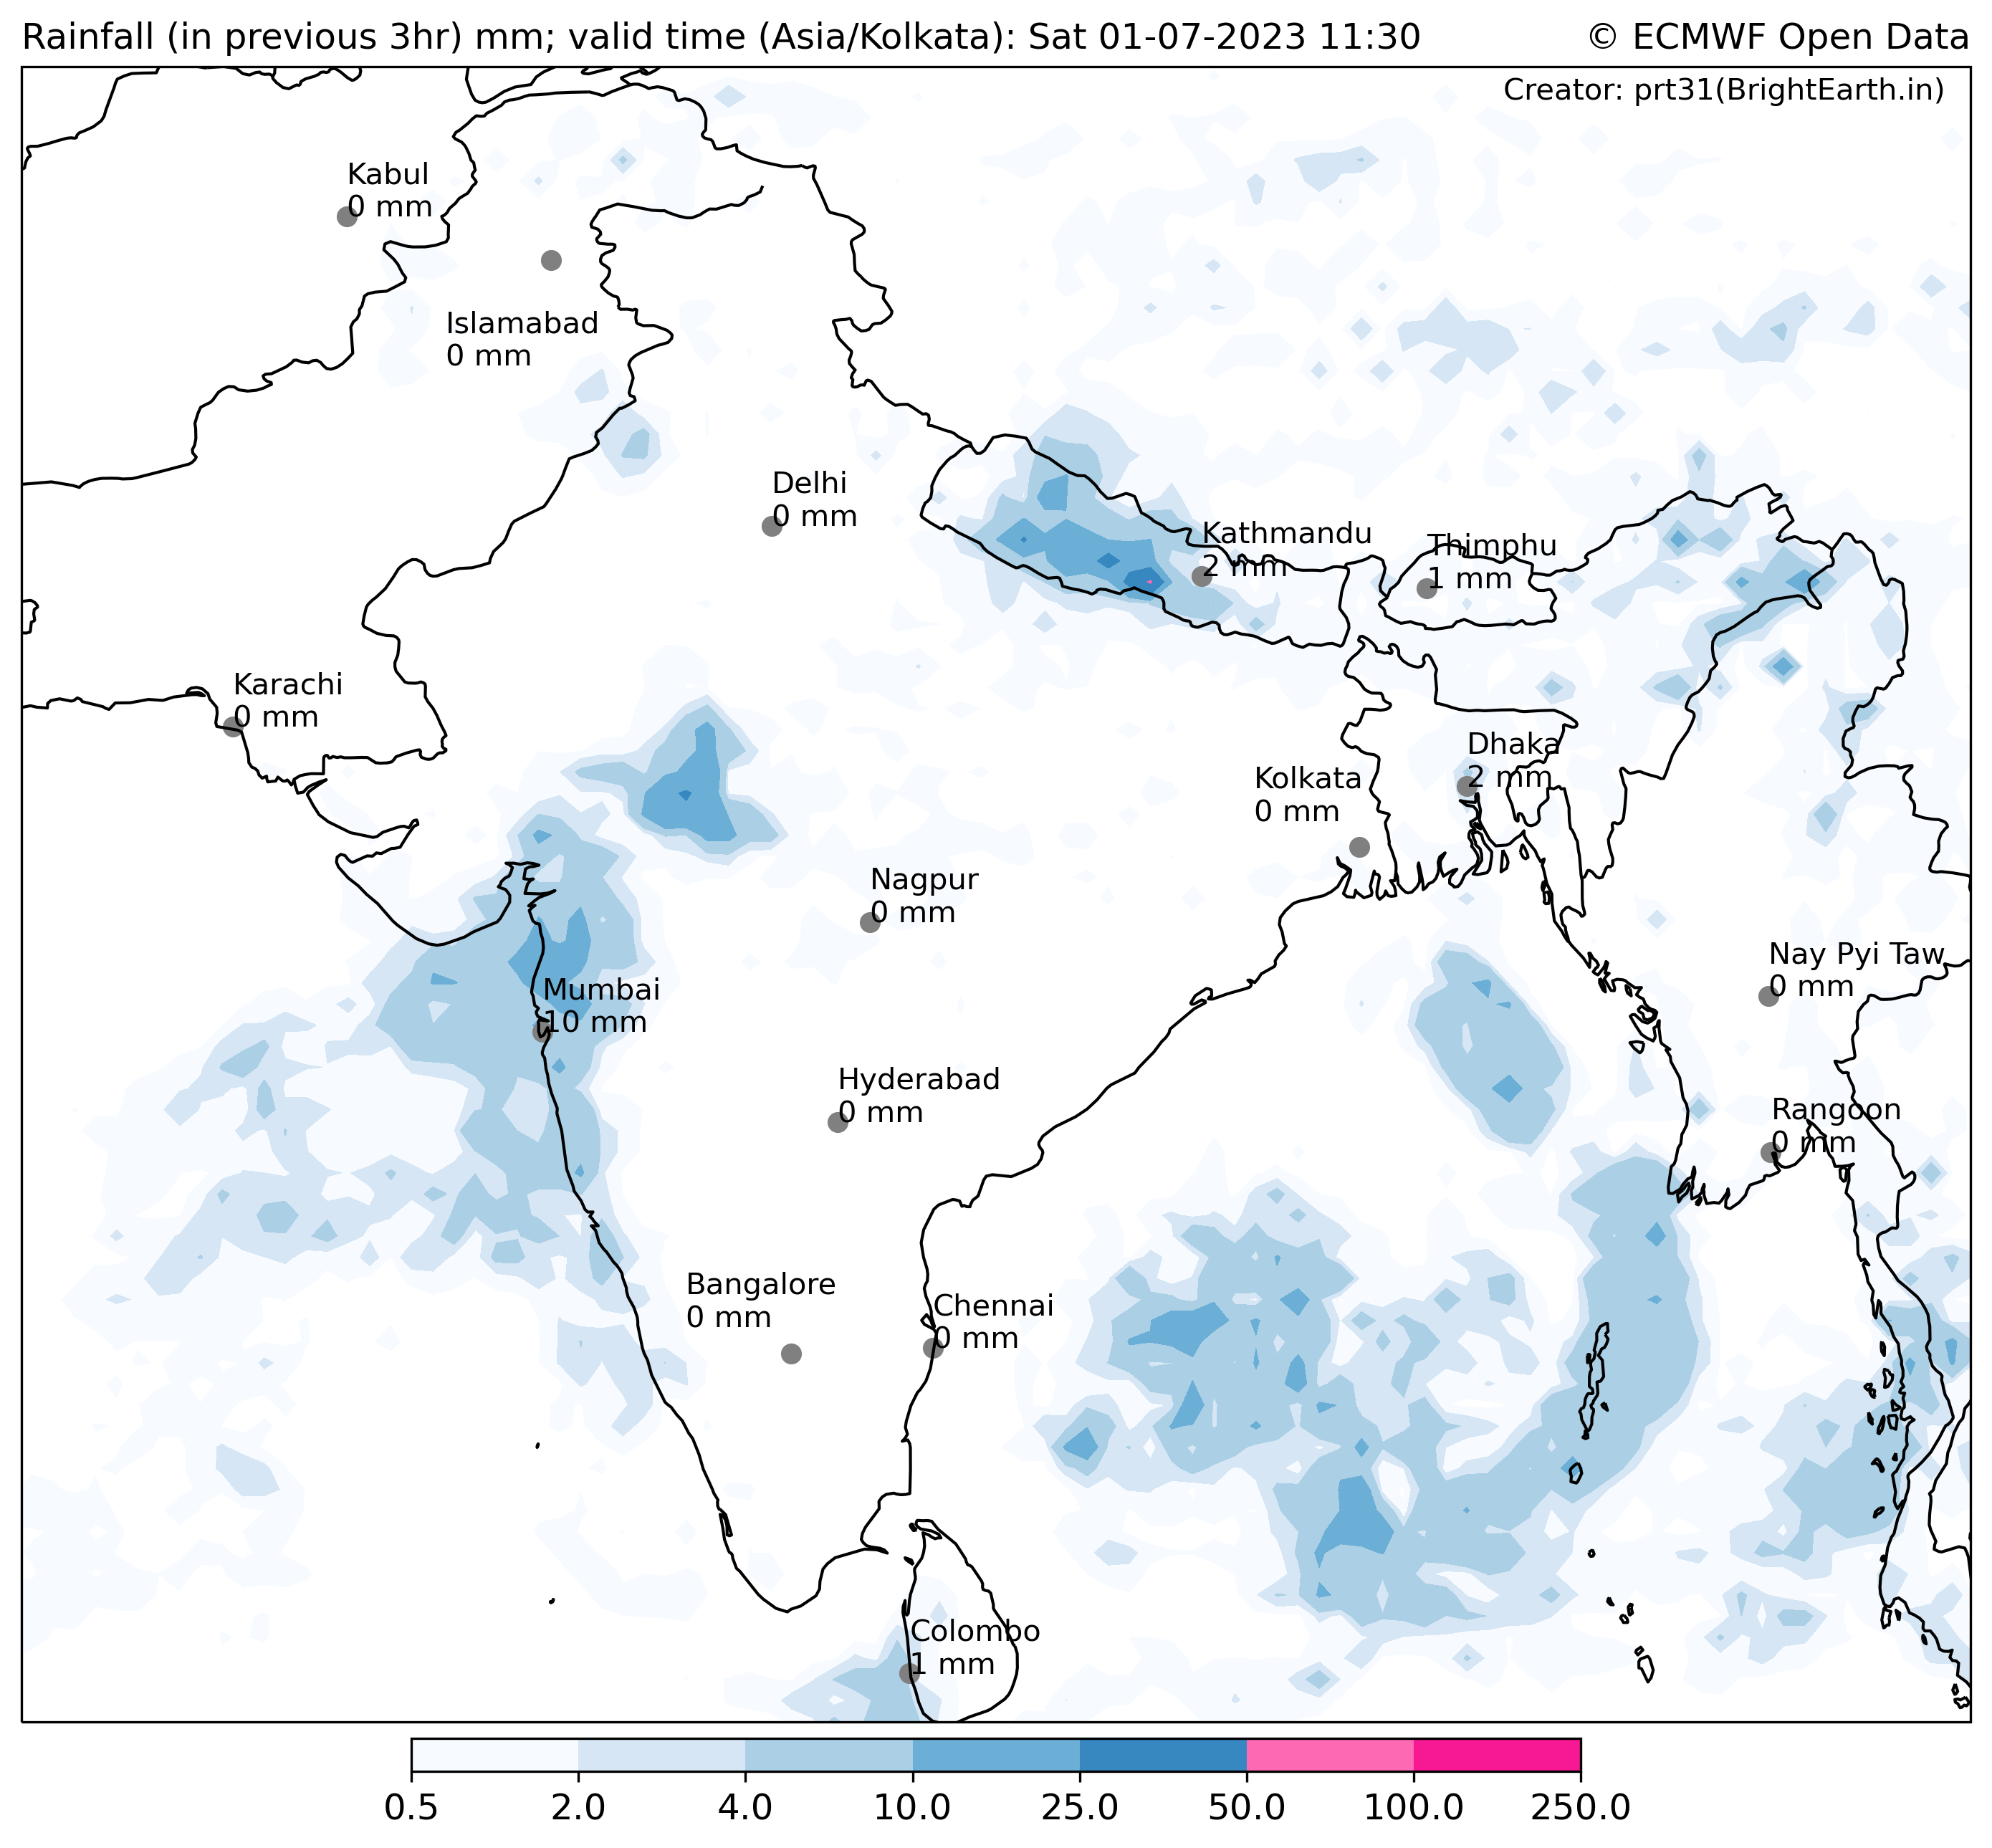 Rainfall (in previous 3hr) mm; valid time (Asia/Kolkata): Sat 01-07-2023 11:30
© ECMWF Open Data
Creator: prt31(BrightEarth.in)
Kabul
0 mm
Islamabad
0 mm
Delhi
0 mm
Kathmandu
2 mm
Thimphu
1 mm
Karachi
0 mm
Dhaka
2 mm
Kolkata
0 mm
Nagpur
0 mm
Nay Pyi Taw
0 mm
Mumbai
10 mm
Hyderabad
0 mm
Rangoon
0 mm
Bangalore
0 mm
Chennai
0 mm
Colombo
1 mm
0.5 2.0 4.0 10.0 25.0 50.0 100.0 250.0